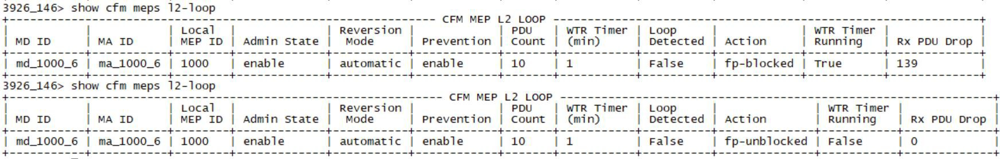 3926_146> show cfm meps l2-loop
+--------------------------------------------------------------------------- CFM MEP L2 LOOP ---------------------------------------------------------------------------+
| | | Local | | Reversion | | PDU | WTR Timer | Loop | | WTR Timer | |
| MD ID | MA ID | MEP ID | Admin State | Mode | Prevention | Count | (min) | Detected | Action | Running | Rx PDU Drop |
| md_1000_6 | ma_1000_6 | 1000 | enable | automatic | enable | 10 | 1 | False | fp-blocked | True | 139 |
3926_146> show cfm meps l2-loop
+---------------------------------------------------------------------------- CFM MEP L2 LOOP ----------------------------------------------------------------------------+
| | | Local | | Reversion | | PDU | WTR Timer | Loop | | WTR Timer | |
| MD ID | MA ID | MEP ID | Admin State | Mode | Prevention | Count | (min) | Detected | Action | Running | Rx PDU Drop |
| md_1000_6 | ma_1000_6 | 1000 | enable | automatic | enable | 10 | 1 | False | fp-unblocked | False | 0 |